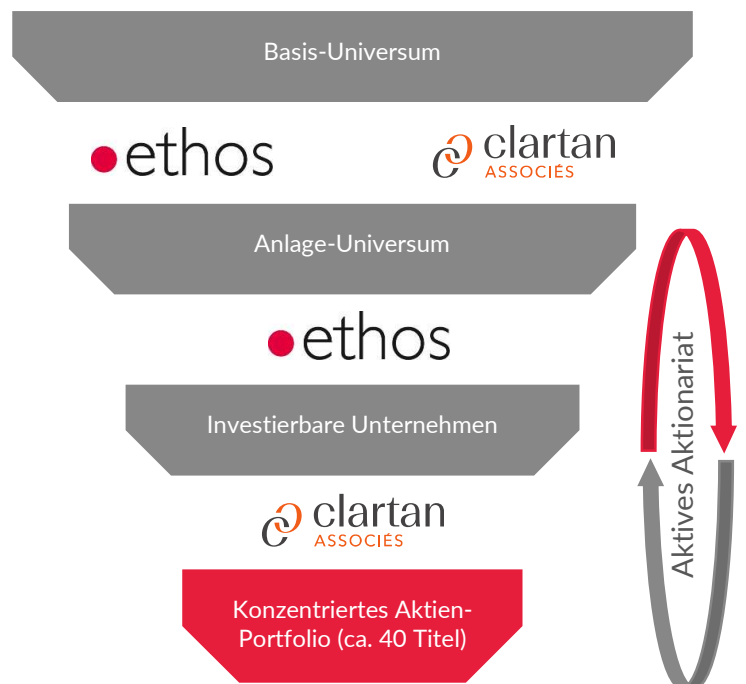 Basis-Universum
ethos
clartan
ASSOCIÉS
Anlage-Universum
ethos
Investierbare Unternehmen
clartan
ASSOCIÉS
Konzentriertes Aktien-
Portfolio (ca. 40 Titel)
Aktives Aktionariat